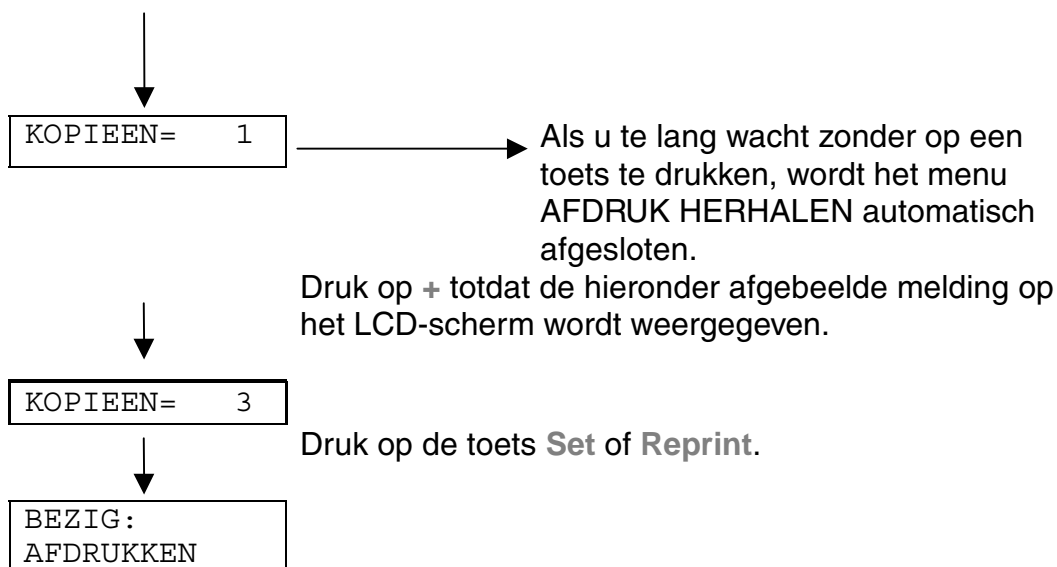 KOPIEEN= 1
Als u te lang wacht zonder op een
toets te drukken, wordt het menu
AFDRUK HERHALEN automatisch
afgesloten.
Druk op + totdat de hieronder afgebeelde melding op
het LCD-scherm wordt weergegeven.
KOPIEEN= 3
Druk op de toets Set of Reprint.
BEZIG:
AFDRUKKEN